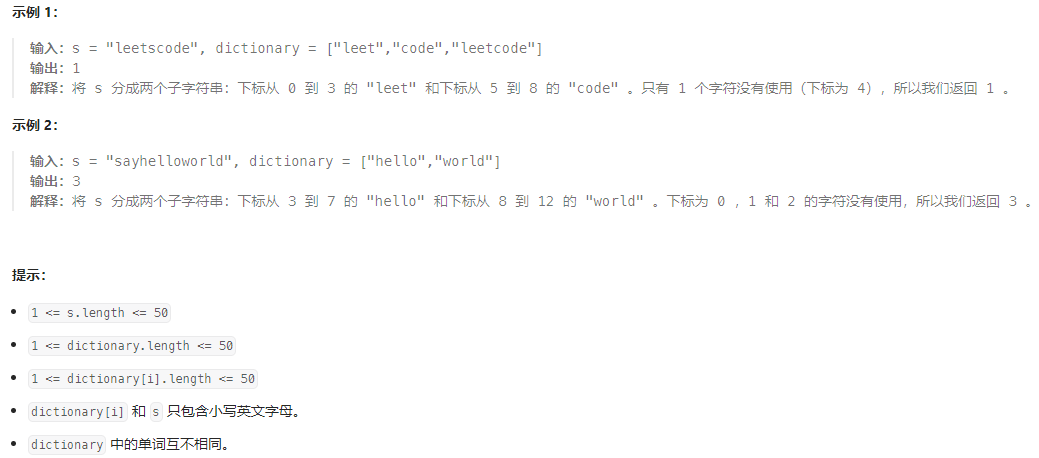 示例 1：
输入：s = "leetscode", dictionary = ["leet","code","leetcode"]
输出：1
解释：将 s 分成两个子字符串：下标从 0 到 3 的 "leet" 和下标从 5 到 8 的 "code" 。只有 1 个字符没有使用（下标为 4），所以我们返回 1 。
示例 2：
输入：s = "sayhelloworld", dictionary = ["hello","world"]
输出：3
解释：将 s 分成两个子字符串：下标从 3 到 7 的 "hello" 和下标从 8 到 12 的 "world" 。下标为 0 ，1 和 2 的字符没有使用，所以我们返回 3 。
提示：
• 1 <= s.length <= 50
• 1 <= dictionary.length <= 50
• 1 <= dictionary[i].length <= 50
• dictionary[i] 和 s 只包含小写英文字母。
• dictionary 中的单词互不相同。